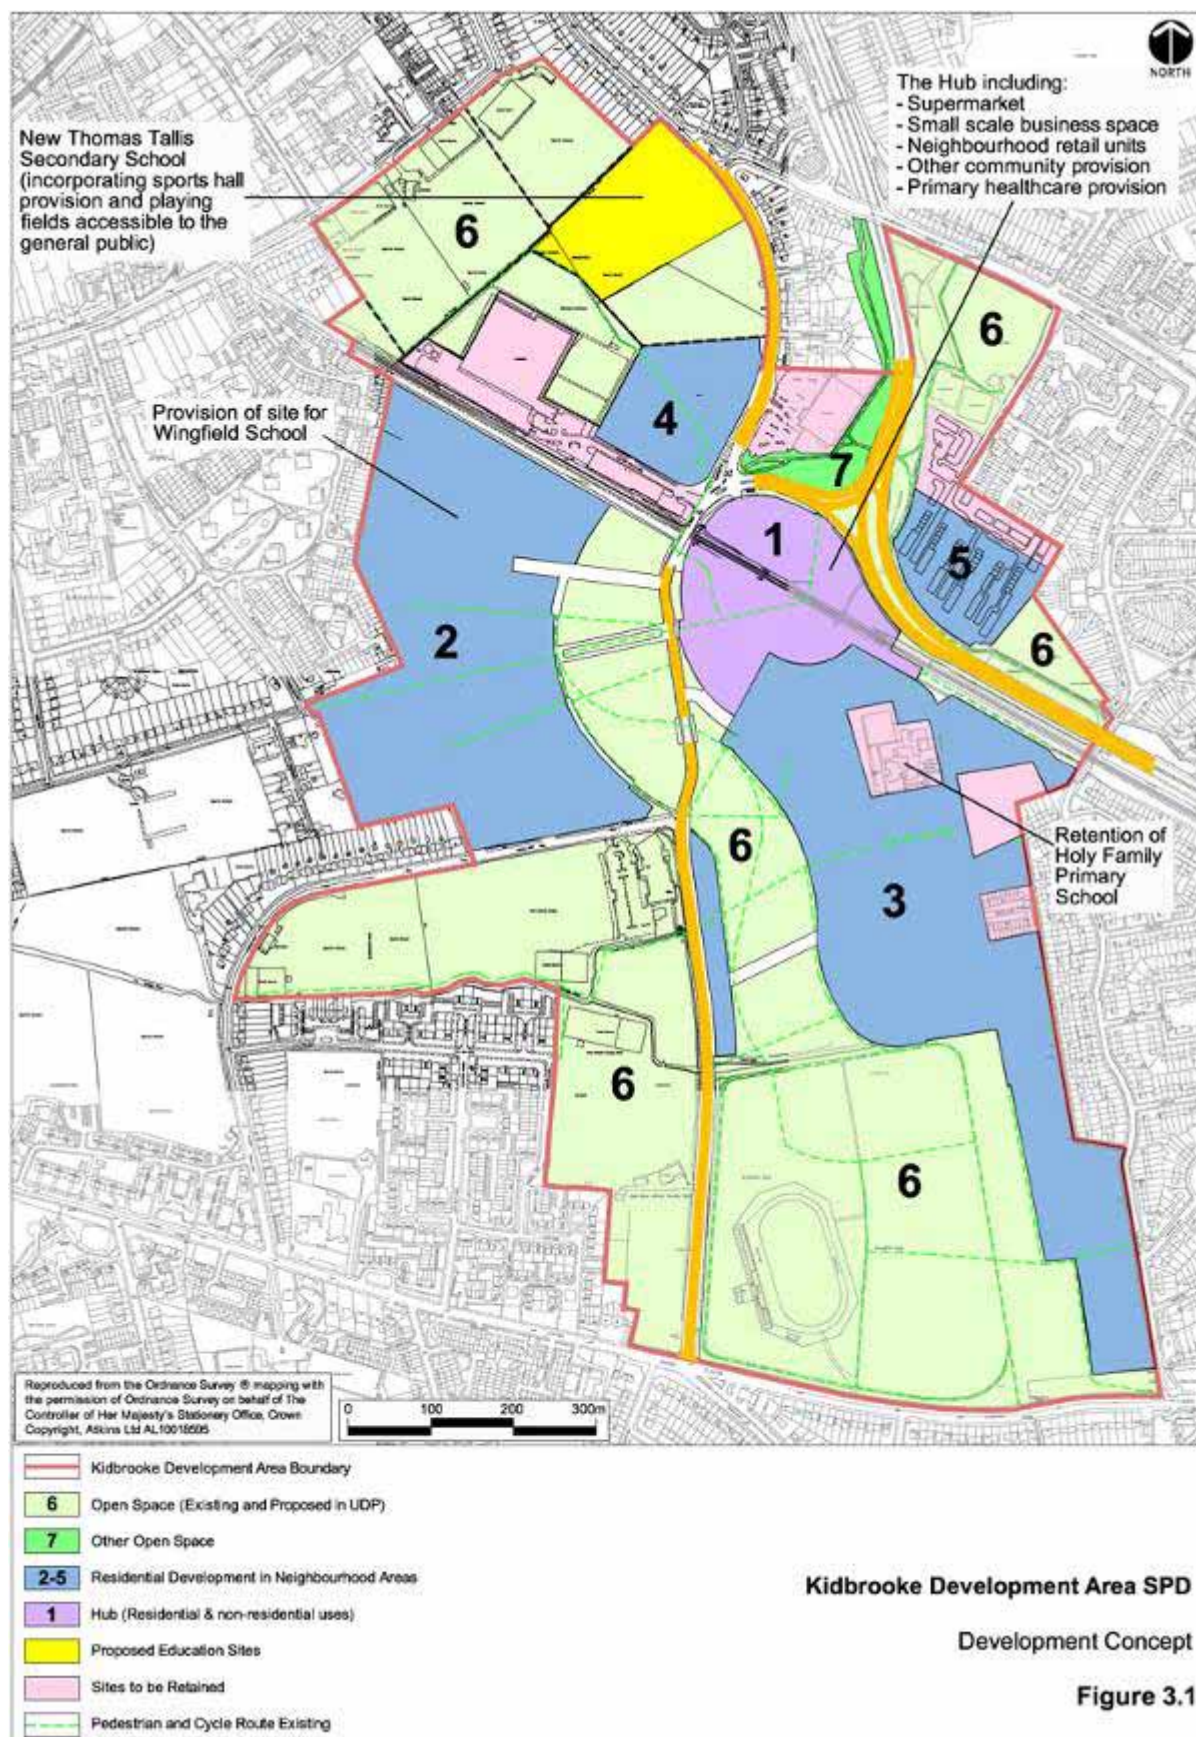 NORTH
The Hub including:
- Supermarket
- Small scale business space
- Neighbourhood retail units
- Other community provision
- Primary healthcare provision
New Thomas Tallis
Secondary School
(incorporating sports hall
provision and playing
fields accessible to the
general public)
6
6
Provision of site for
Wingfield School
4
7
1
5
2
6
Retention of
Holy Family
Primary
School
6
3
6
6
Reproduced from the Ordnance Survey ® mapping with
the permission of Ordnance Survey on behalf of The
Controller of Her Majesty's Stationery Office, Crown
Copyright, Atkins Ltd
0 100 200 300m
Kidbrooke Development Area Boundary
6 Open Space (Existing and Proposed in UDP)
7 Other Open Space
2-5 Residential Development in Neighbourhood Areas
1 Hub (Residential & non-residential uses)
Proposed Education Sites
Sites to be Retained
Pedestrian and Cycle Route Existing
Kidbrooke Development Area SPD
Development Concept
Figure 3.1